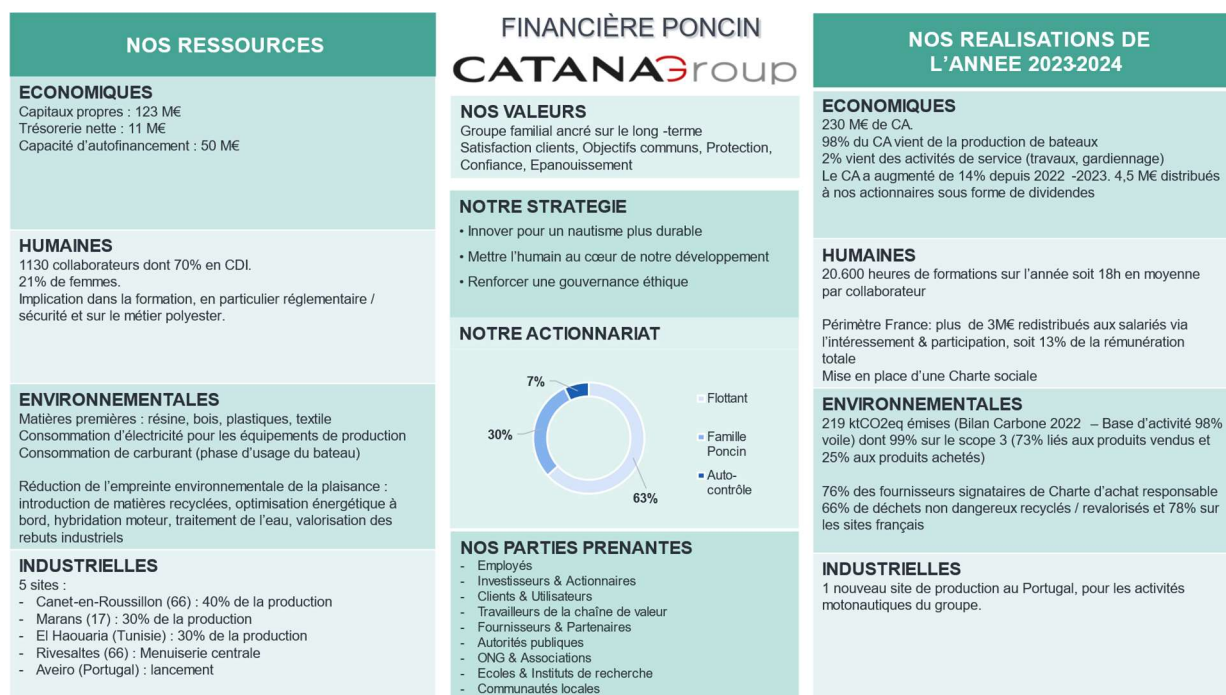 NOS RESSOURCES
ECONOMIQUES
Capitaux propres : 123 M€
Trésorerie nette : 11 M€
Capacité d'autofinancement : 50 M€
HUMAINES
1130 collaborateurs dont 70% en CDI.
21% de femmes.
Implication dans la formation, en particulier réglementaire /
sécurité et sur le métier polyester.
ENVIRONNEMENTALES
Matières premières : résine, bois, plastiques, textile
Consommation d'électricité pour les équipements de production
Consommation de carburant (phase d'usage du bateau)
Réduction de l'empreinte environnementale de la plaisance :
introduction de matières recyclées, optimisation énergétique à
bord, hybridation moteur, traitement de l'eau, valorisation des
rebuts industriels
INDUSTRIELLES
5 sites :
- Canet-en-Roussillon (66) : 40% de la production
- Marans (17) : 30% de la production
- El Haouaria (Tunisie) : 30% de la production
- Rivesaltes (66) : Menuiserie centrale
- Aveiro (Portugal) : lancement
FINANCIÈRE PONCIN
CATANA Group
NOS VALEURS
Groupe familial ancré sur le long -terme
Satisfaction clients, Objectifs communs, Protection,
Confiance, Epanouissement
NOTRE STRATEGIE
• Innover pour un nautisme plus durable
• Mettre l'humain au cœur de notre développement
• Renforcer une gouvernance éthique
NOTRE ACTIONNARIAT
7%
30%
63%
Flottant
Famille
Poncin
Auto-
contrôle
NOS PARTIES PRENANTES
- Employés
- Investisseurs & Actionnaires
- Clients & Utilisateurs
- Travailleurs de la chaîne de valeur
- Fournisseurs & Partenaires
- Autorités publiques
- ONG & Associations
- Ecoles & Instituts de recherche
- Communautés locales
NOS REALISATIONS DE
L'ANNEE 2023-2024
ECONOMIQUES
230 M€ de CA.
98% du CA vient de la production de bateaux
2% vient des activités de service (travaux, gardiennage)
Le CA a augmenté de 14% depuis 2022 -2023. 4,5 M€ distribués
à nos actionnaires sous forme de dividendes
HUMAINES
20.600 heures de formations sur l'année soit 18h en moyenne
par collaborateur
Périmètre France: plus de 3M€ redistribués aux salariés via
l'intéressement & participation, soit 13% de la rémunération
totale
Mise en place d'une Charte sociale
ENVIRONNEMENTALES
219 ktCO2eq émises (Bilan Carbone 2022 – Base d'activité 98%
voile) dont 99% sur le scope 3 (73% liés aux produits vendus et
25% aux produits achetés)
76% des fournisseurs signataires de Charte d'achat responsable
66% de déchets non dangereux recyclés / revalorisés et 78% sur
les sites français
INDUSTRIELLES
1 nouveau site de production au Portugal, pour les activités
motonautiques du groupe.